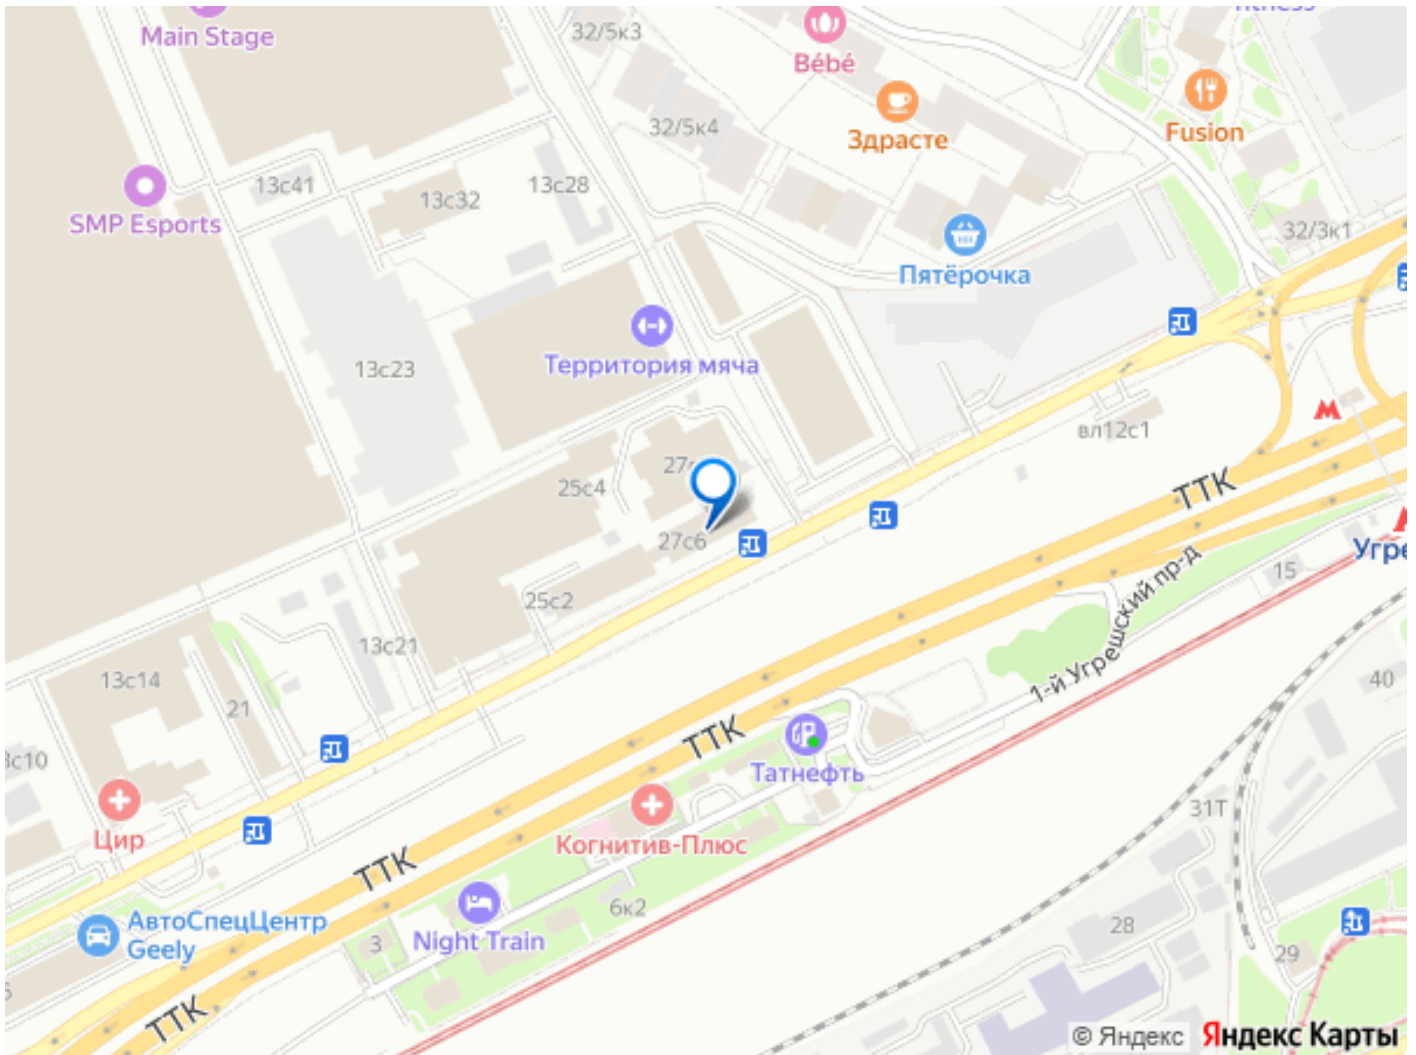 Main Stage
32/5к3
Bébé
fitness
32/5к4
Здрасте
Fusion
13с41
13с32
13с28
SMP Esports
32/3к1
Пятёрочка
13с23
Территория мяча
вл12с1
25с4
ТТК
27с6
Угре
15
25с2
1-й Угрешский пр-д
13с21
13с14
40
21
ТТК
Татнефть
31Т
Цир
Когнитив-Плюс
ТТК
6к2
28
АвтоСпецЦентр
Geely
Night Train
3
29
ТТК
© Яндекс
Яндекс Карты